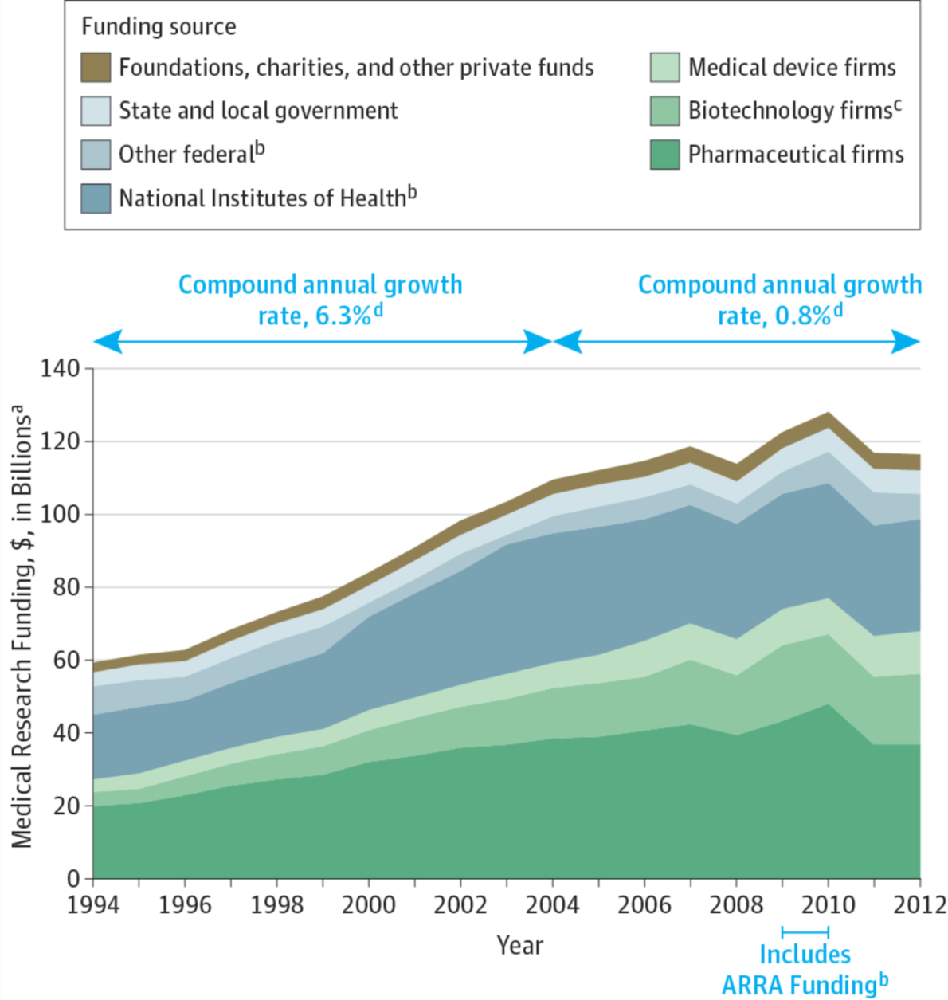 Funding source
Foundations, charities, and other private funds
State and local government
Other federalᵇ
National Institutes of Healthᵇ
Medical device firms
Biotechnology firmsᶜ
Pharmaceutical firms
Compound annual growth
rate, 6.3%ᵈ
Compound annual growth
rate, 0.8%ᵈ
Medical Research Funding, $, in Billionsᵃ
140
120
100
80
60
40
20
0
1994 1996 1998 2000 2002 2004 2006 2008 2010 2012
Year
Includes
ARRA Fundingᵇ